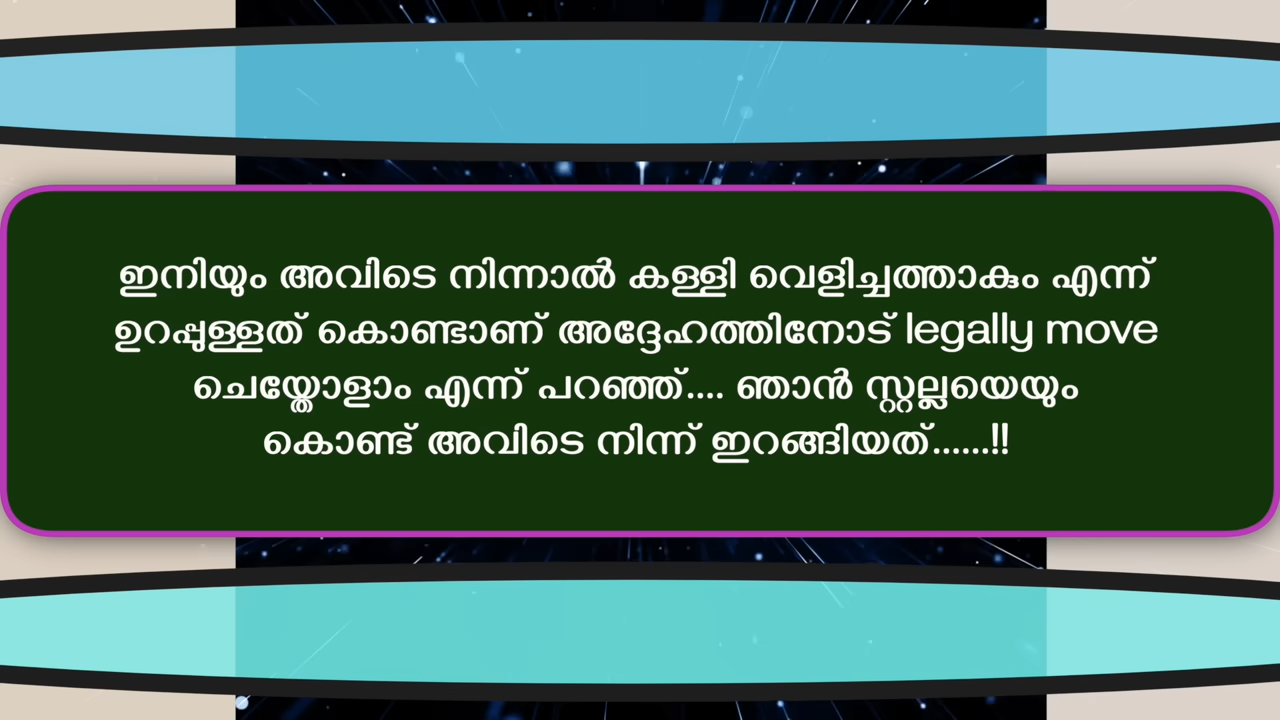 ഇനിയും അവിടെ നിന്നാൽ കള്ളി വെളിച്ചത്താകും എന്ന്
ഉറപ്പുള്ളത് കൊണ്ടാണ് അദ്ദേഹത്തിനോട് legally move
ചെയ്തോളാം എന്ന് പറഞ്ഞ്.... ഞാൻ സ്റ്റല്ലയെയും
കൊണ്ട് അവിടെ നിന്ന് ഇറങ്ങിയത്......!!